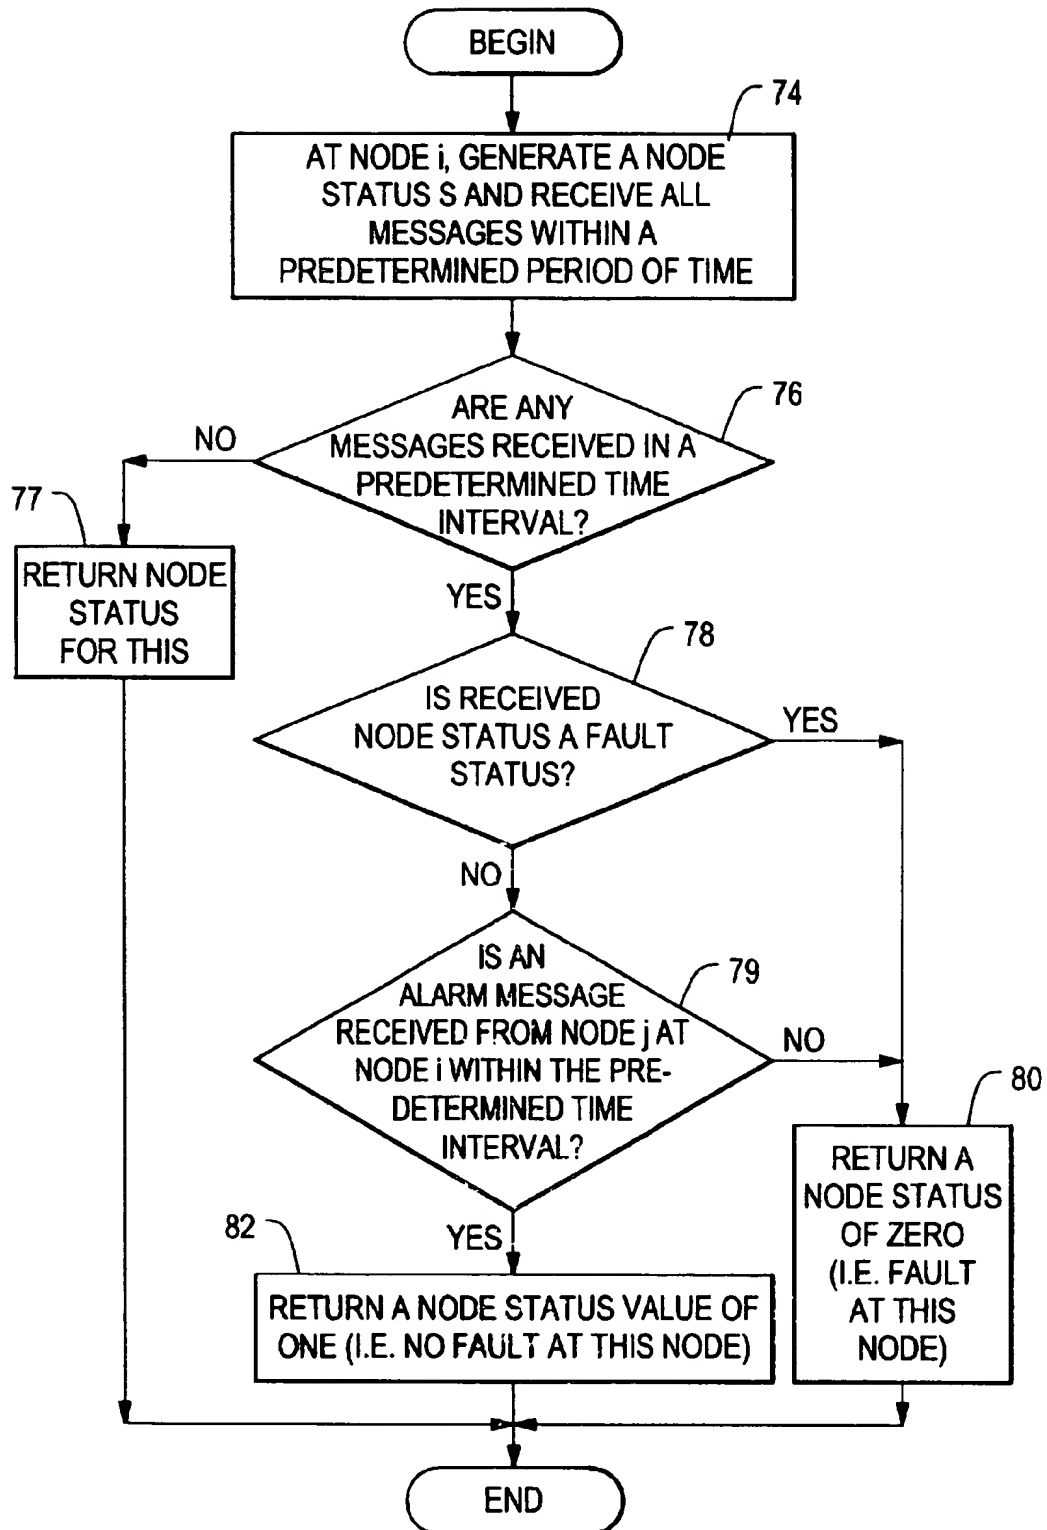 BEGIN
74
AT NODE i, GENERATE A NODE
STATUS S AND RECEIVE ALL
MESSAGES WITHIN A
PREDETERMINED PERIOD OF TIME
76
ARE ANY
MESSAGES RECEIVED IN A
PREDETERMINED TIME
INTERVAL?
NO
77
RETURN NODE
STATUS
FOR THIS
YES
78
IS RECEIVED
NODE STATUS A FAULT
STATUS?
YES
NO
79
IS AN
ALARM MESSAGE
RECEIVED FROM NODE j AT
NODE i WITHIN THE PRE-
DETERMINED TIME
INTERVAL?
NO
80
RETURN A
NODE STATUS
OF ZERO
(I.E. FAULT
AT THIS
NODE)
YES
82
RETURN A NODE STATUS VALUE OF
ONE (I.E. NO FAULT AT THIS NODE)
END